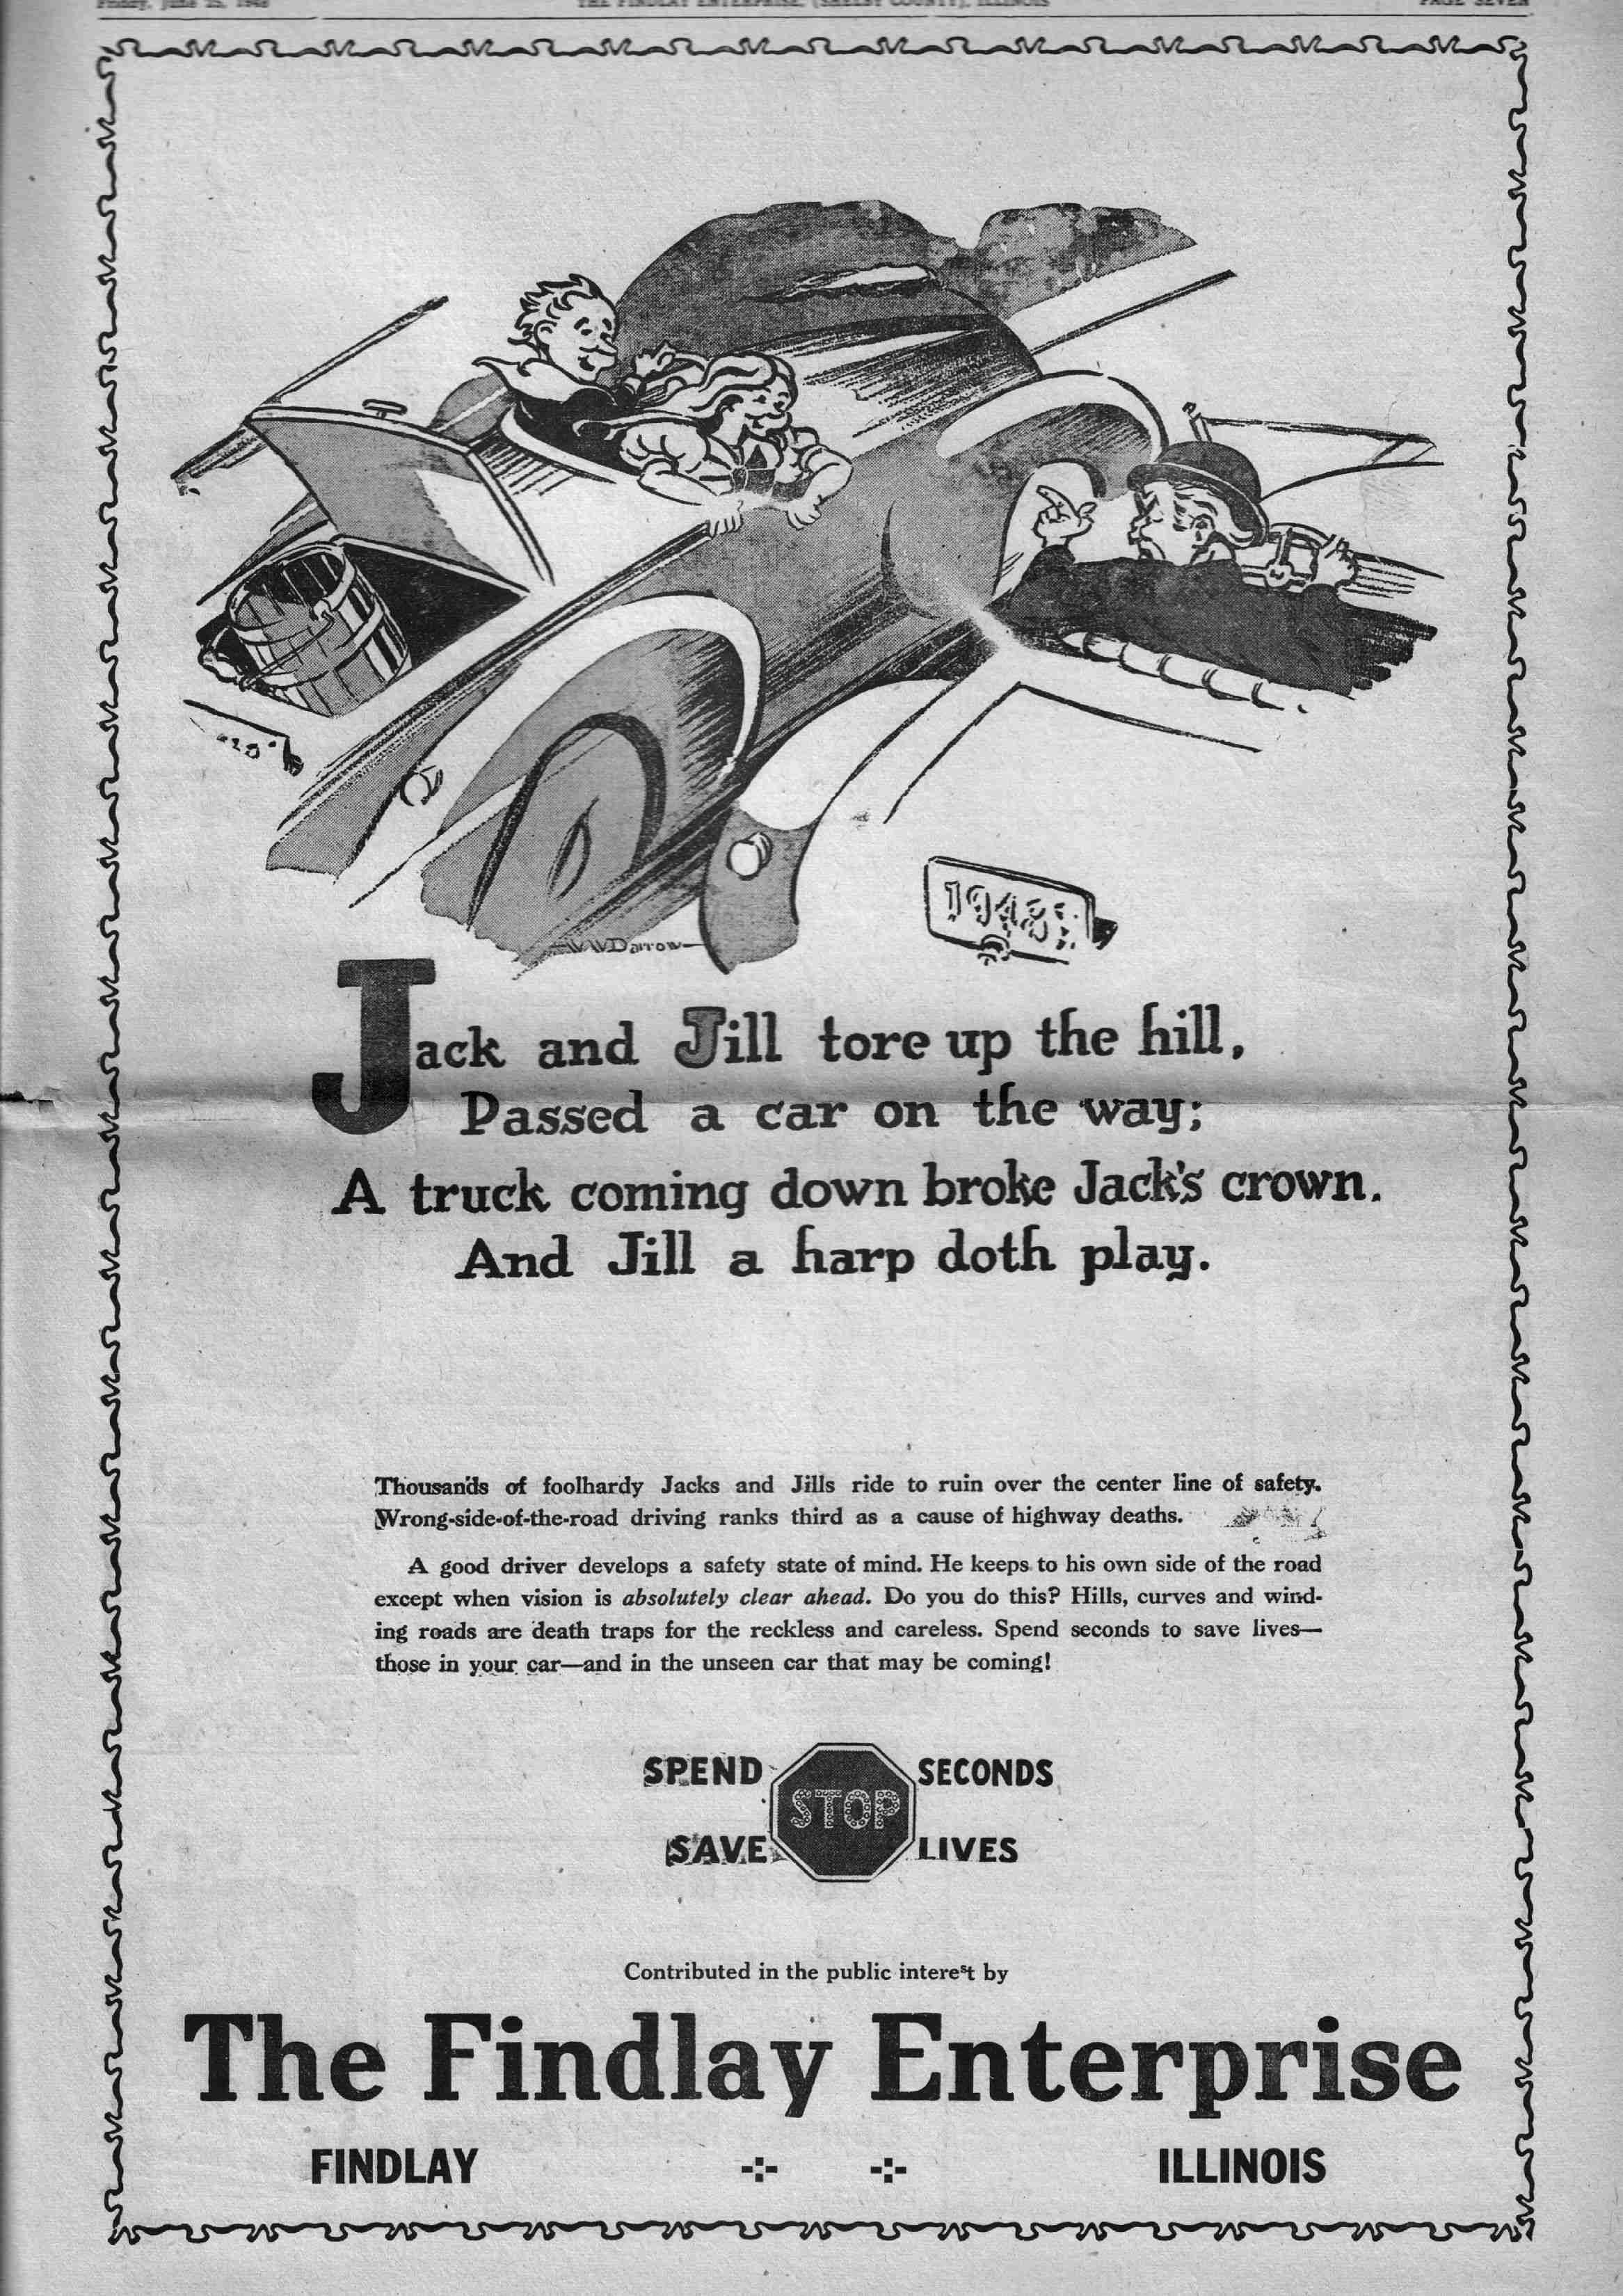 Friday, June 25, 1948
THE FINDLAY ENTERPRISE, (SHELBY COUNTY), ILLINOIS
PAGE SEVEN
1948
W.W.Darrow
Jack and Jill tore up the hill,
Passed a car on the way;
A truck coming down broke Jack's crown.
And Jill a harp doth play.
Thousands of foolhardy Jacks and Jills ride to ruin over the center line of safety.
Wrong-side-of-the-road driving ranks third as a cause of highway deaths.
A good driver develops a safety state of mind. He keeps to his own side of the road
except when vision is absolutely clear ahead. Do you do this? Hills, curves and wind-
ing roads are death traps for the reckless and careless. Spend seconds to save lives—
those in your car—and in the unseen car that may be coming!
SPEND STOP SECONDS
SAVE LIVES
Contributed in the public interest by
The Findlay Enterprise
FINDLAY ILLINOIS